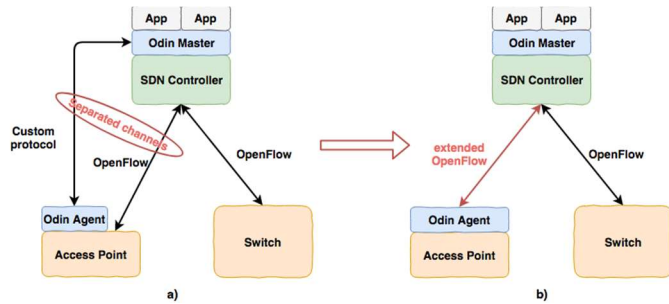 App App
Odin Master
SDN Controller
Separated channels
Custom
protocol
OpenFlow
OpenFlow
Odin Agent
Access Point
Switch
a)
App App
Odin Master
SDN Controller
extended
OpenFlow
OpenFlow
Odin Agent
Access Point
Switch
b)